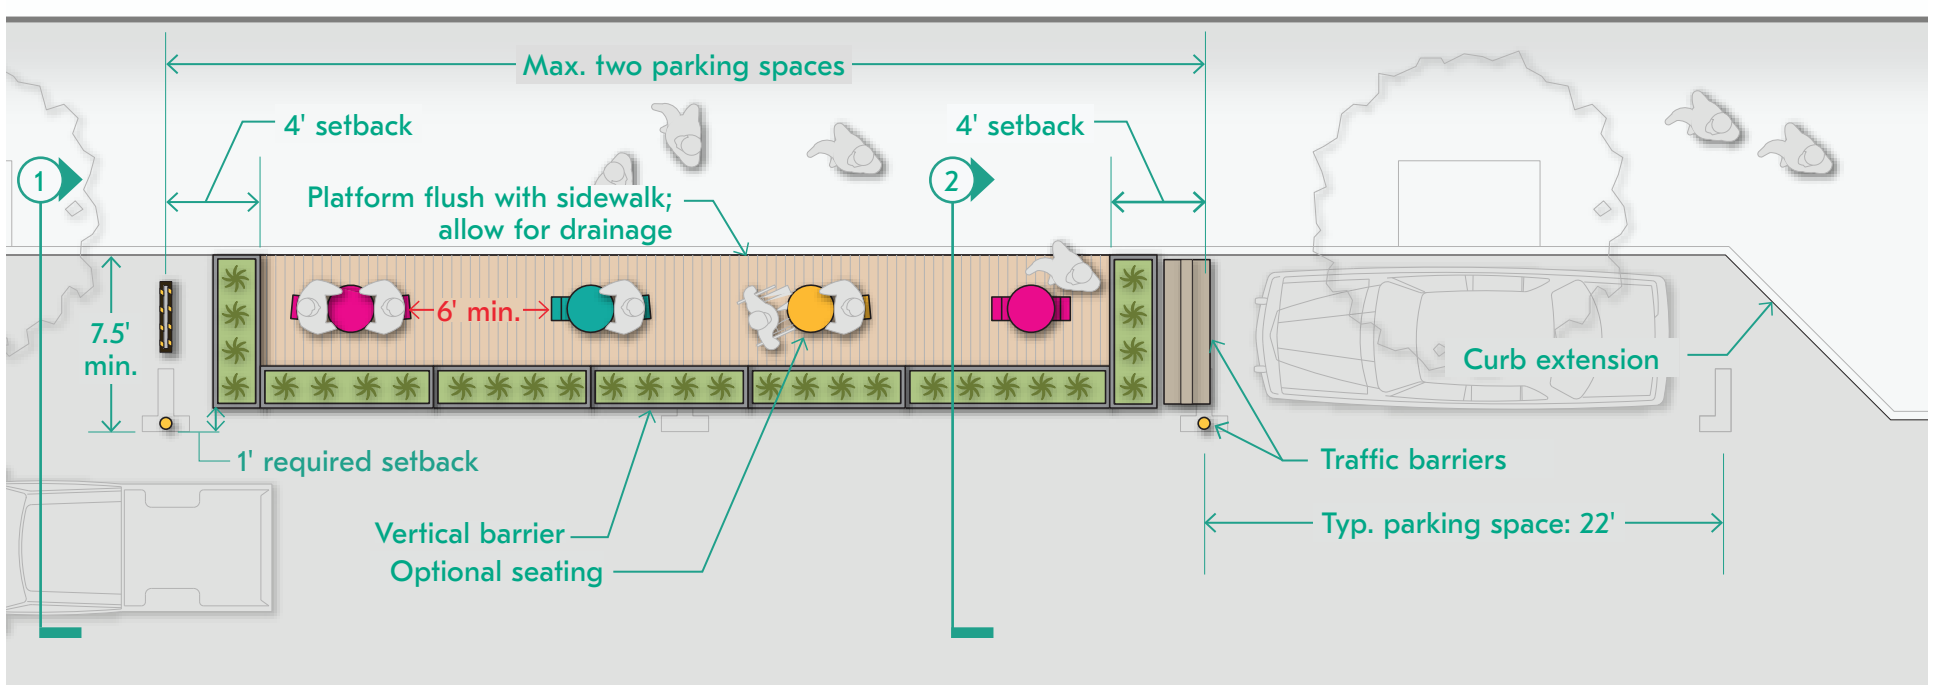 Max. two parking spaces
4' setback
4' setback
1
2
Platform flush with sidewalk;
allow for drainage
6' min.
7.5'
min.
Curb extension
1' required setback
Traffic barriers
Typ. parking space: 22'
Vertical barrier
Optional seating